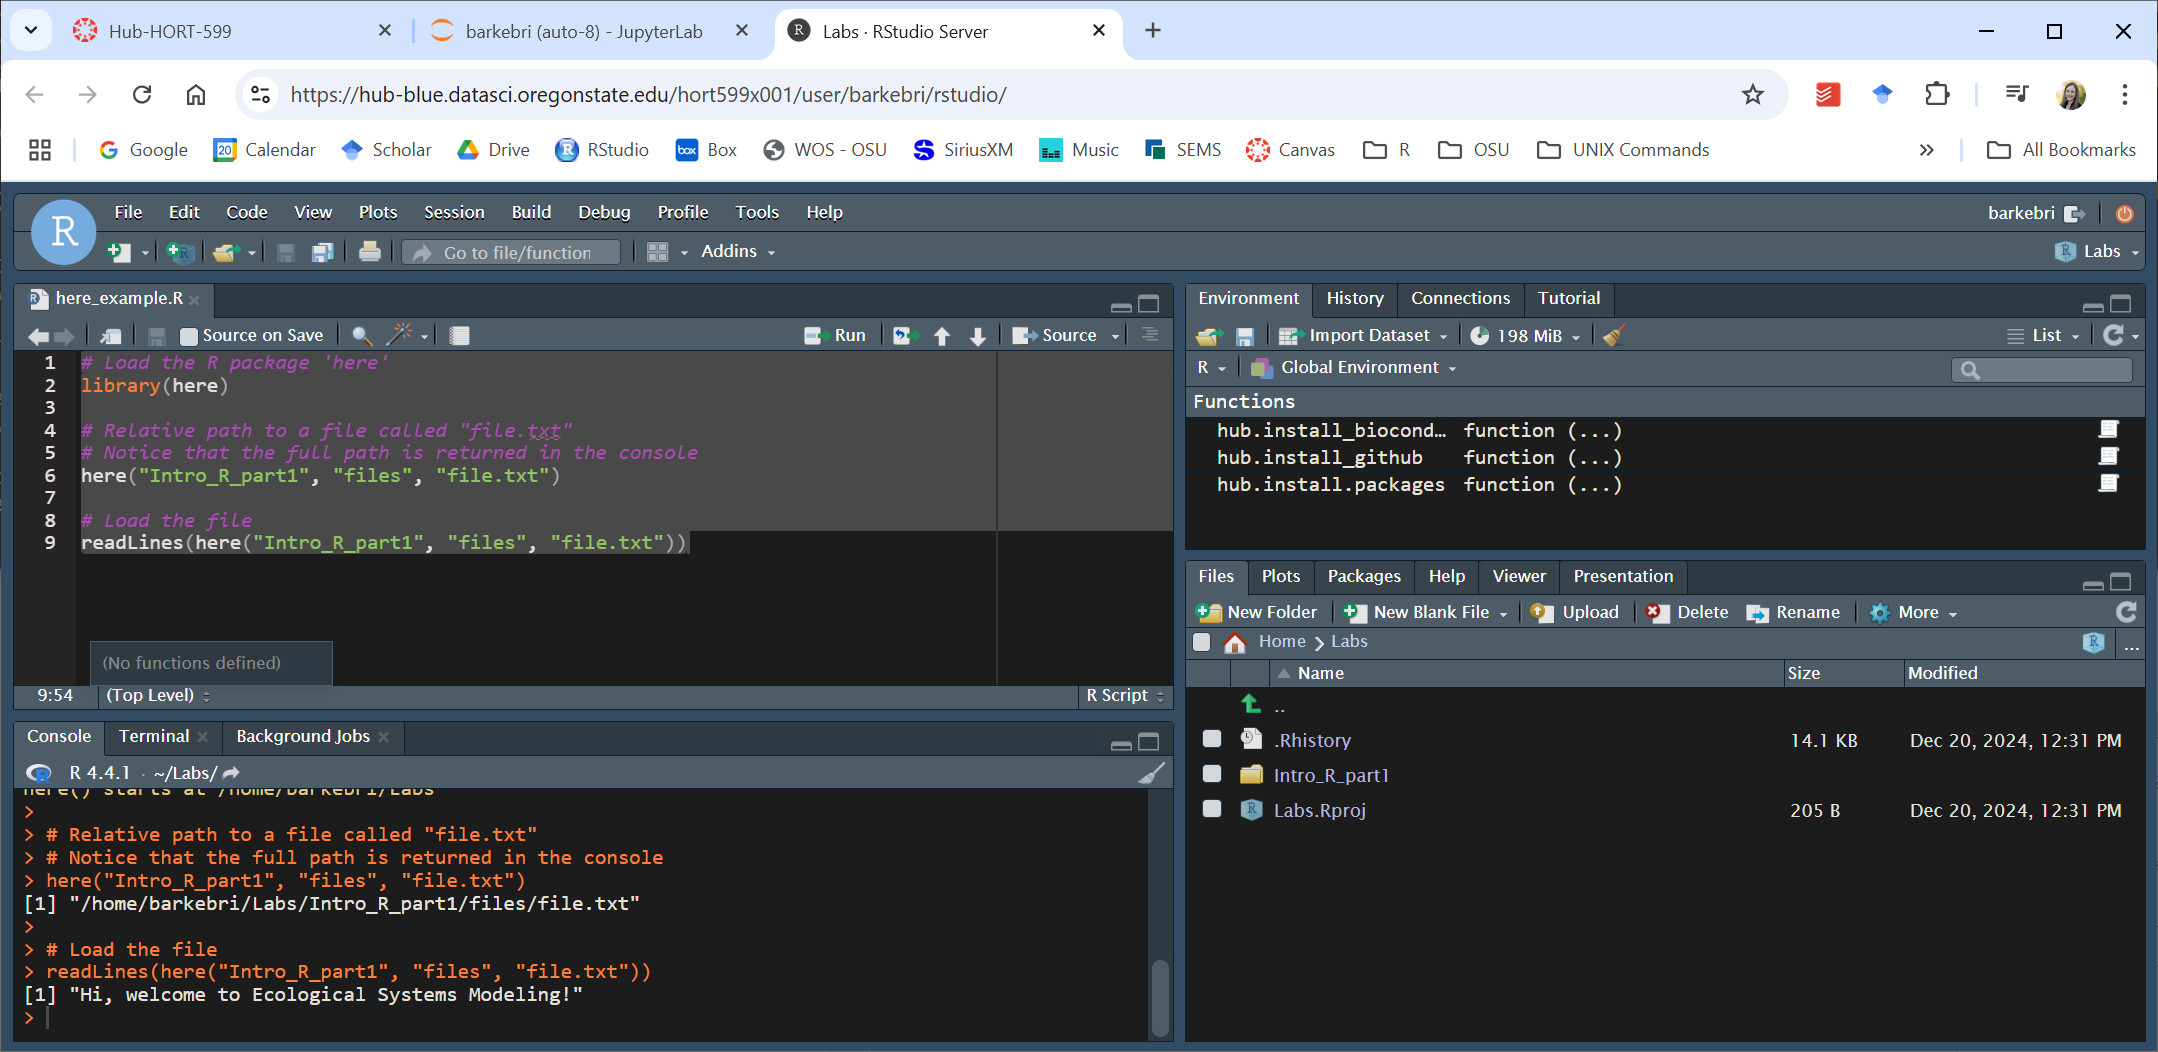 Hub-HORT-599
barkebri (auto-8) - JupyterLab
Labs · RStudio Server
https://hub-blue.datasci.oregonstate.edu/hort599x001/user/barkebri/rstudio/
Google
20
Calendar
Scholar
Drive
R
RStudio
box
Box
WOS - OSU
SiriusXM
Music
SEMS
Canvas
R
OSU
UNIX Commands
»
All Bookmarks
R
File Edit Code View Plots Session Build Debug Profile Tools Help
barkebri
Go to file/function
Addins
Labs
here_example.R
Source on Save
Run
Source
1 # Load the R package 'here'
2 library(here)
3
4 # Relative path to a file called "file.txt"
5 # Notice that the full path is returned in the console
6 here("Intro_R_part1", "files", "file.txt")
7
8 # Load the file
9 readLines(here("Intro_R_part1", "files", "file.txt"))
(No functions defined)
9:54 (Top Level)
R Script
Console Terminal Background Jobs
R 4.4.1 · ~/Labs/
here() starts at /home/barkebri/Labs
>
> # Relative path to a file called "file.txt"
> # Notice that the full path is returned in the console
> here("Intro_R_part1", "files", "file.txt")
[1] "/home/barkebri/Labs/Intro_R_part1/files/file.txt"
>
> # Load the file
> readLines(here("Intro_R_part1", "files", "file.txt"))
[1] "Hi, welcome to Ecological Systems Modeling!"
>
Environment History Connections Tutorial
Import Dataset
198 MiB
List
R
Global Environment
Functions
hub.install_biocond… function (...)
hub.install_github function (...)
hub.install.packages function (...)
Files Plots Packages Help Viewer Presentation
New Folder New Blank File Upload Delete Rename More
Home Labs
...
Name Size Modified
..
.Rhistory 14.1 KB Dec 20, 2024, 12:31 PM
Intro_R_part1
Labs.Rproj 205 B Dec 20, 2024, 12:31 PM